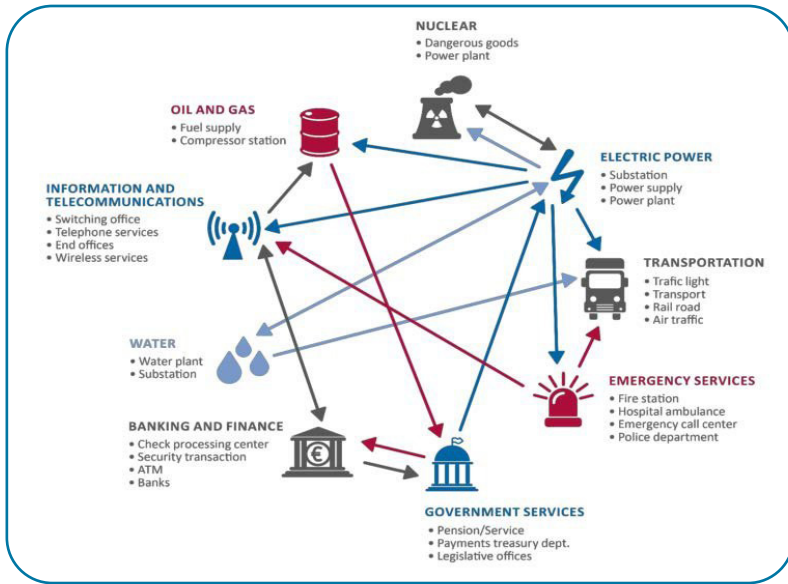 NUCLEAR
• Dangerous goods
• Power plant
OIL AND GAS
• Fuel supply
• Compressor station
ELECTRIC POWER
• Substation
• Power supply
• Power plant
INFORMATION AND
TELECOMMUNICATIONS
• Switching office
• Telephone services
• End offices
• Wireless services
TRANSPORTATION
• Trafic light
• Transport
• Rail road
• Air traffic
WATER
• Water plant
• Substation
EMERGENCY SERVICES
• Fire station
• Hospital ambulance
• Emergency call center
• Police department
BANKING AND FINANCE
• Check processing center
• Security transaction
• ATM
• Banks
€
GOVERNMENT SERVICES
• Pension/Service
• Payments treasury dept.
• Legislative offices